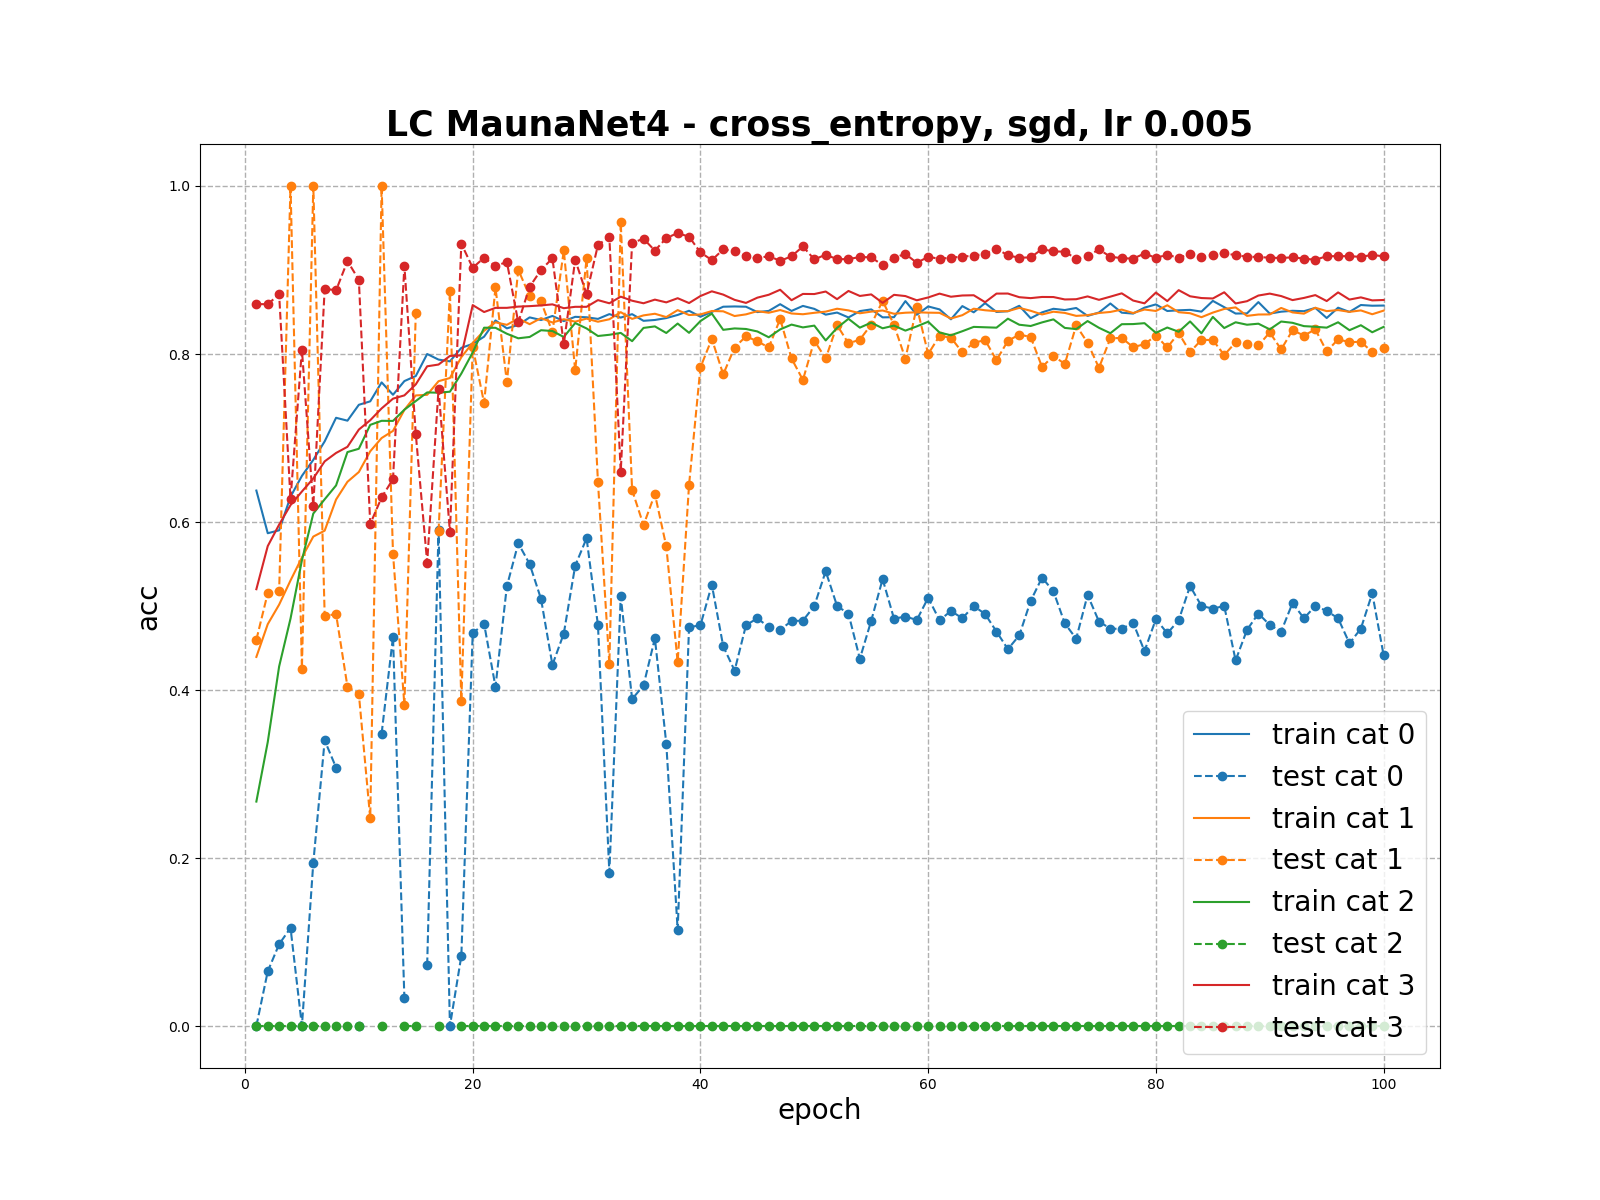 LC MaunaNet4 - cross_entropy, sgd, lr 0.005
1.0
0.8
0.6
0.4
0.2
0.0
acc
0
20
40
60
80
100
epoch
train cat 0
test cat 0
train cat 1
test cat 1
train cat 2
test cat 2
train cat 3
test cat 3